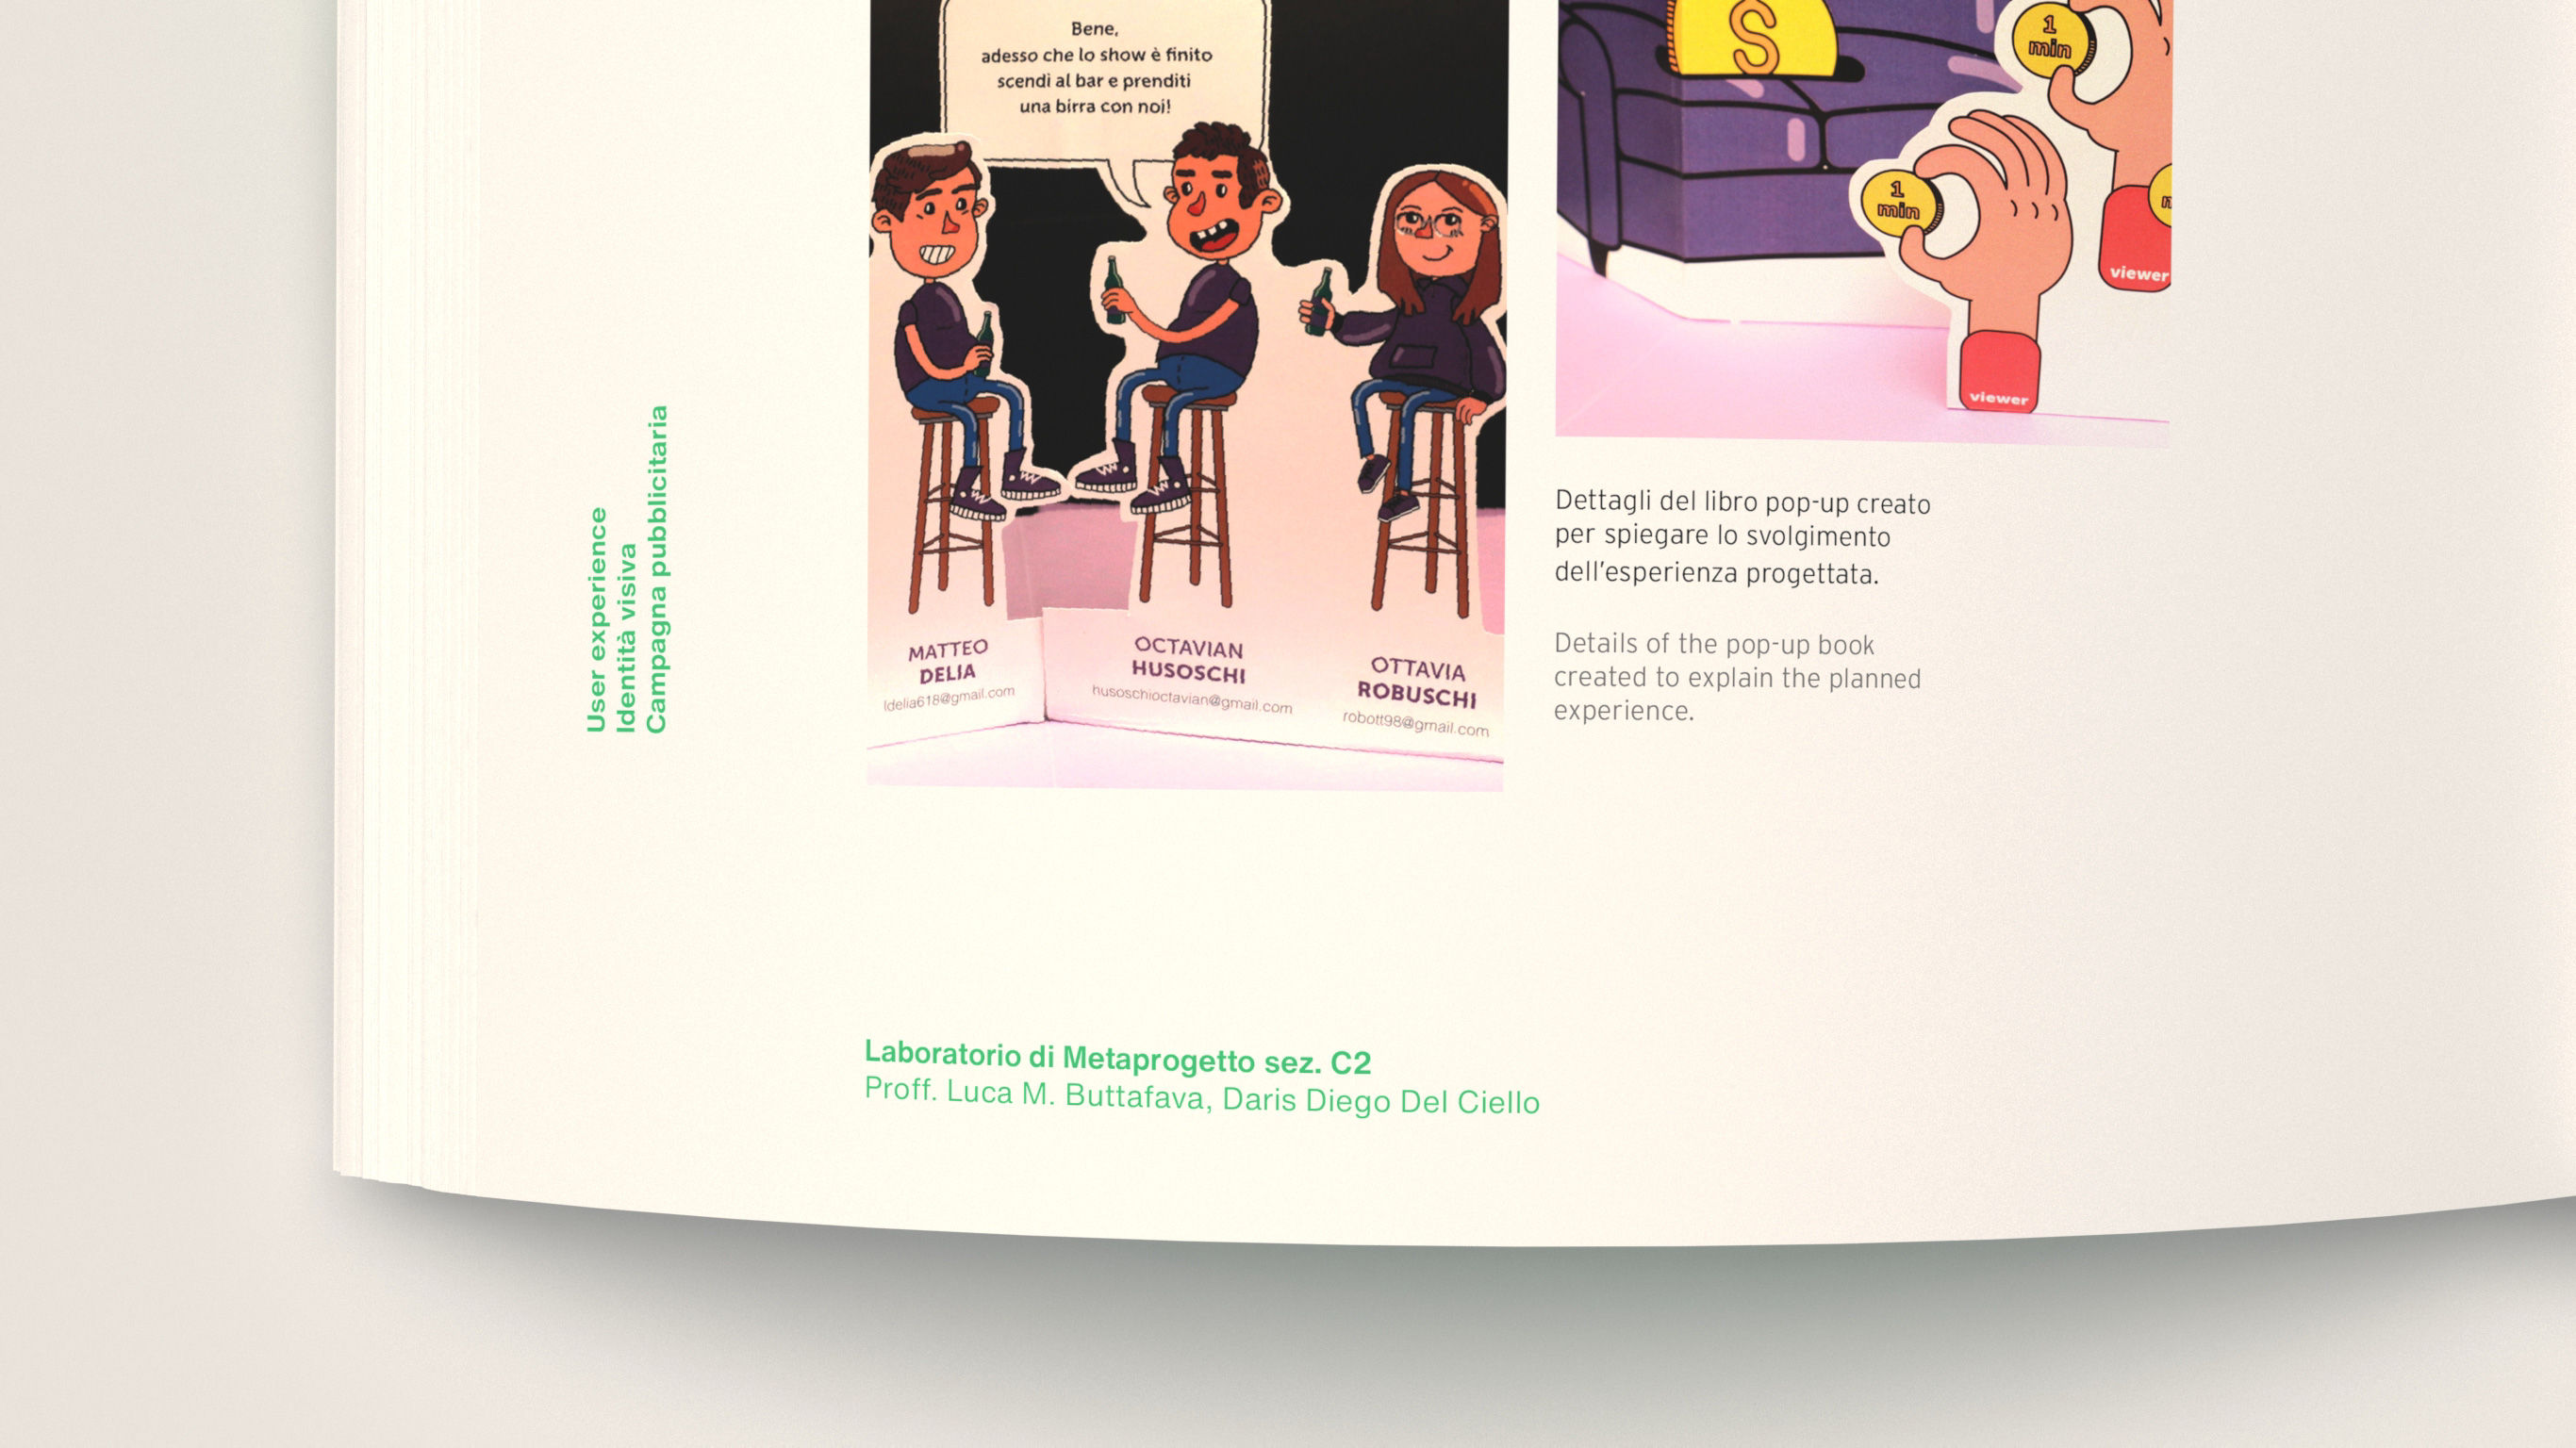 Bene,
adesso che lo show è finito
scendi al bar e prenditi
una birra con noi!
MATTEO
DELIA
ldelia618@gmail.com
OCTAVIAN
HUSOSCHI
husoschioctavian@gmail.com
OTTAVIA
ROBUSCHI
robott98@gmail.com
S
1
min
1
min
viewer
viewer
Dettagli del libro pop-up creato
per spiegare lo svolgimento
dell'esperienza progettata.
Details of the pop-up book
created to explain the planned
experience.
User experience
Identità visiva
Campagna pubblicitaria
Laboratorio di Metaprogetto sez. C2
Proff. Luca M. Buttafava, Daris Diego Del Ciello